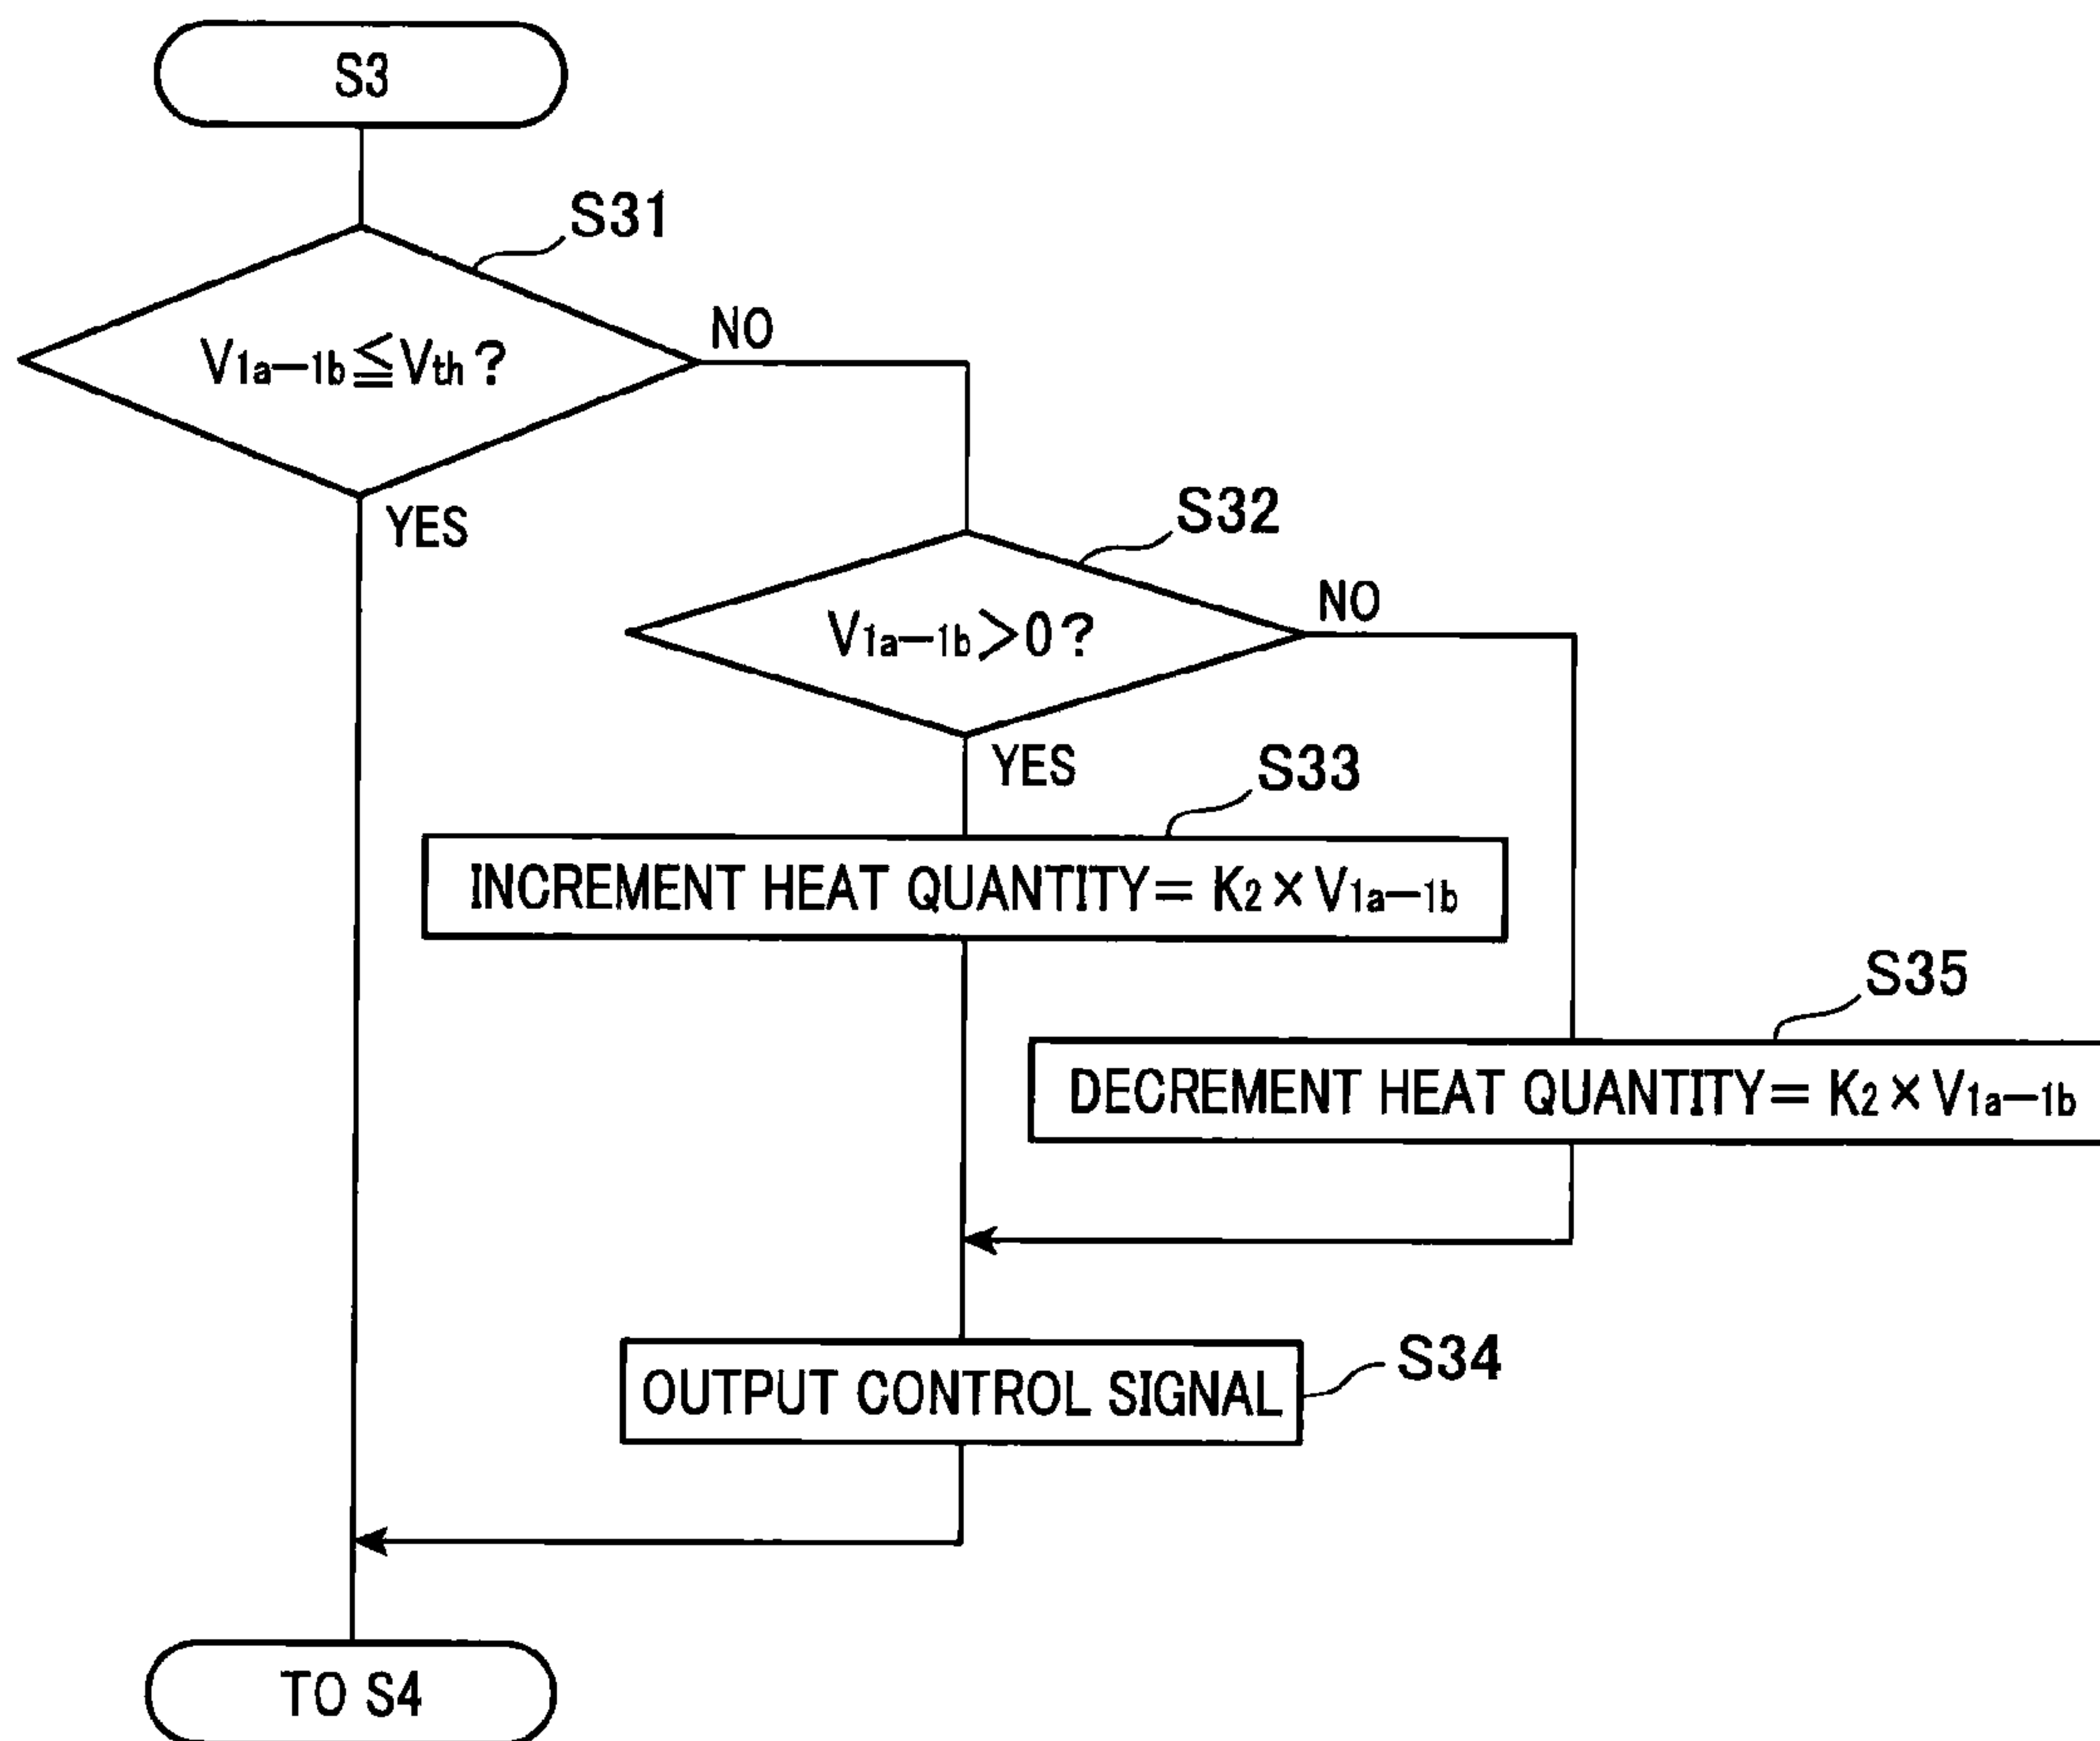 S3
S31
V1a−1b≦Vth?
NO
YES
S32
V1a−1b>0?
NO
YES
S33
INCREMENT HEAT QUANTITY= K2 × V1a−1b
S35
DECREMENT HEAT QUANTITY= K2 × V1a−1b
S34
OUTPUT CONTROL SIGNAL
TO S4